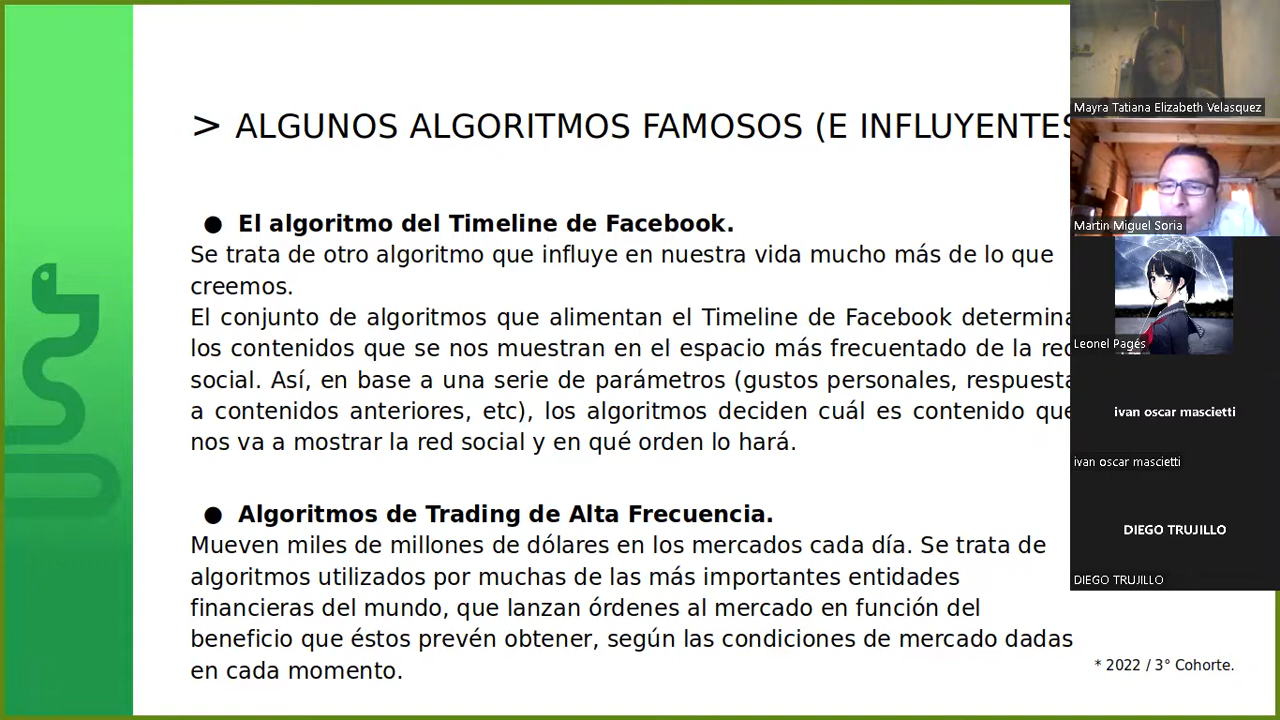 > ALGUNOS ALGORITMOS FAMOSOS (E INFLUYENTES
● El algoritmo del Timeline de Facebook.
Se trata de otro algoritmo que influye en nuestra vida mucho más de lo que
creemos.
El conjunto de algoritmos que alimentan el Timeline de Facebook determina
los contenidos que se nos muestran en el espacio más frecuentado de la red
social. Así, en base a una serie de parámetros (gustos personales, respuesta
a contenidos anteriores, etc), los algoritmos deciden cuál es contenido que
nos va a mostrar la red social y en qué orden lo hará.
● Algoritmos de Trading de Alta Frecuencia.
Mueven miles de millones de dólares en los mercados cada día. Se trata de
algoritmos utilizados por muchas de las más importantes entidades
financieras del mundo, que lanzan órdenes al mercado en función del
beneficio que éstos prevén obtener, según las condiciones de mercado dadas
en cada momento.
* 2022 / 3° Cohorte.
Mayra Tatiana Elizabeth Velasquez
Martin Miguel Soria
Leonel Pagés
ivan oscar mascietti
ivan oscar mascietti
DIEGO TRUJILLO
DIEGO TRUJILLO